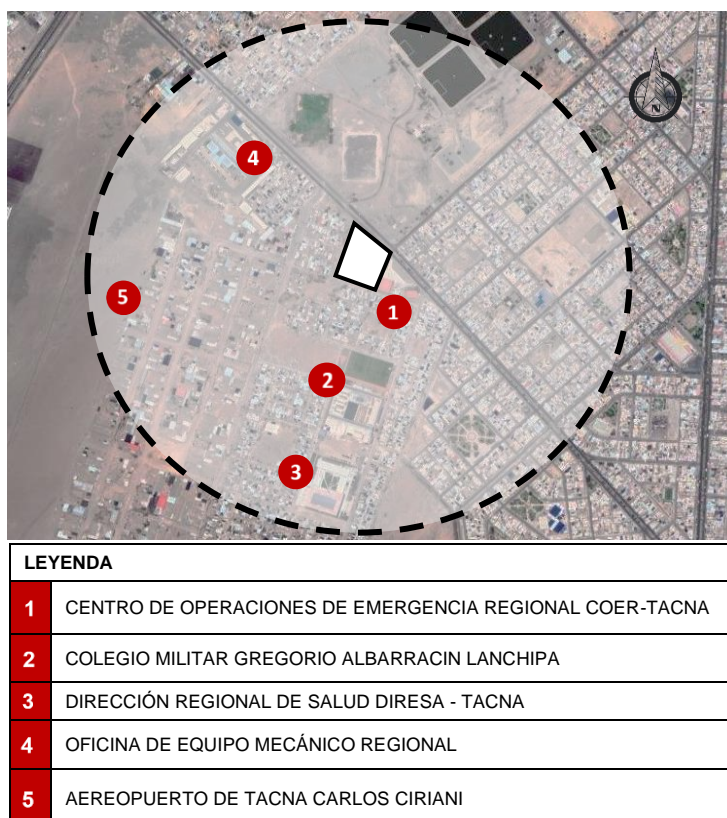 N
4
5
1
2
3
LEYENDA
1 CENTRO DE OPERACIONES DE EMERGENCIA REGIONAL COER-TACNA
2 COLEGIO MILITAR GREGORIO ALBARRACIN LANCHIPA
3 DIRECCIÓN REGIONAL DE SALUD DIRESA - TACNA
4 OFICINA DE EQUIPO MECÁNICO REGIONAL
5 AEREOPUERTO DE TACNA CARLOS CIRIANI